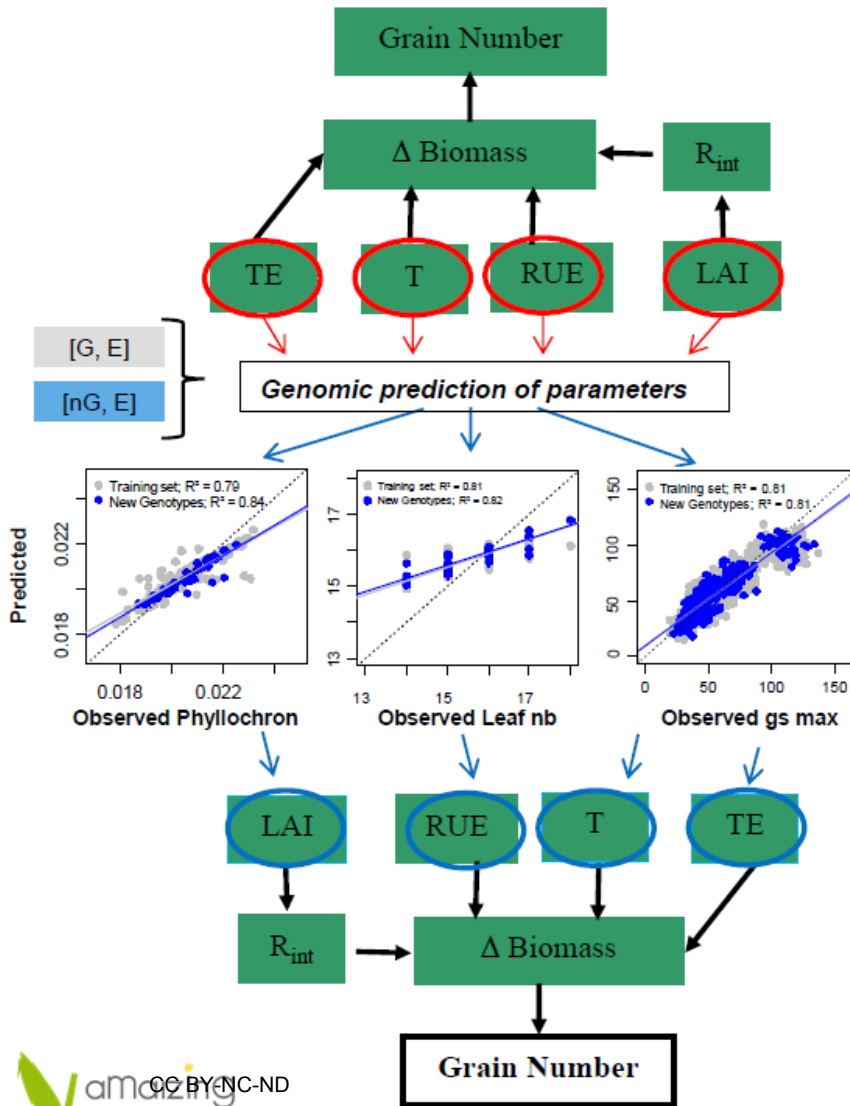 Grain Number
Δ Biomass
R_int
TE
T
RUE
LAI
[G, E]
[nG, E]
Genomic prediction of parameters
Training set; R² = 0.79
New Genotypes; R² = 0.84
Training set; R² = 0.81
New Genotypes; R² = 0.82
Training set; R² = 0.81
New Genotypes; R² = 0.81
Predicted
0.022
0.020
0.018
0.018
0.022
17
15
13
13
15
17
150
100
50
0
0
50
100
150
Observed Phyllochron
Observed Leaf nb
Observed gs max
LAI
RUE
T
TE
R_int
Δ Biomass
Grain Number
amaizing
CC BY-NC-ND